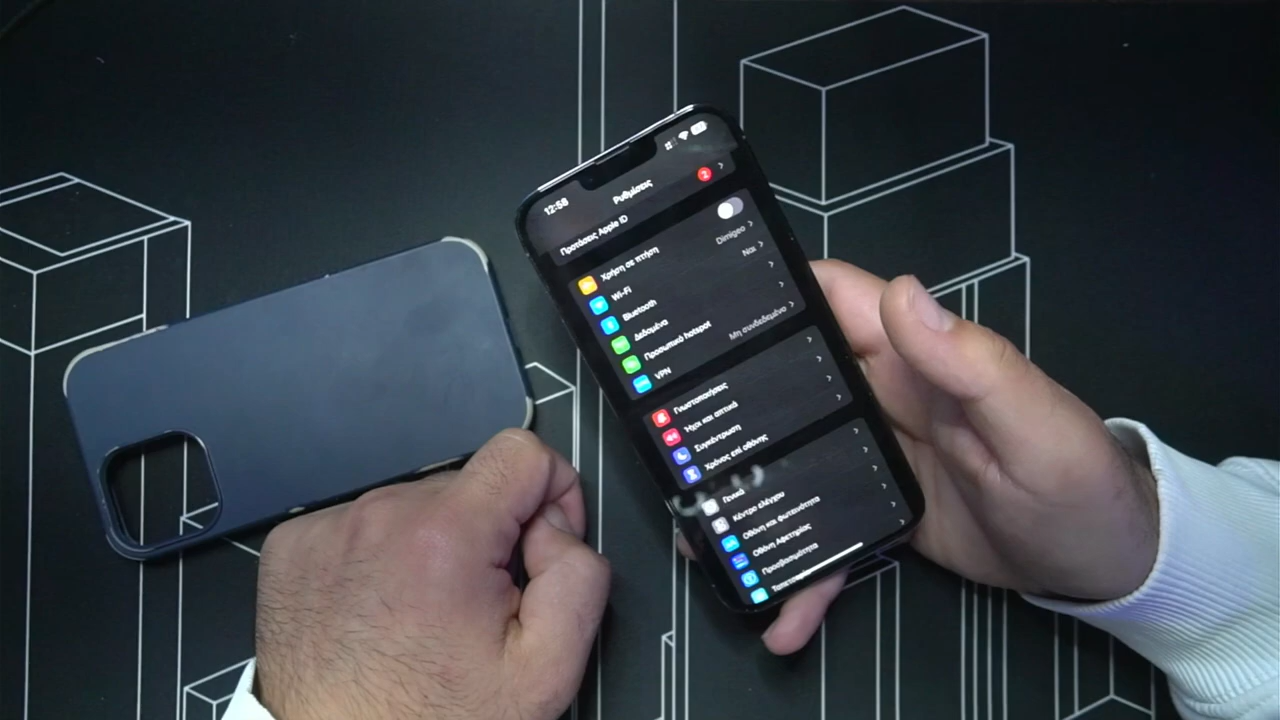 12:58
Ρυθμίσεις
Προτάσεις Apple ID 2
Χρήση σε πτήση
Wi-Fi Dimigeo
Bluetooth Ναι
Δεδομένα
Προσωπικό hotspot
VPN Μη συνδεδεμένο
Γνωστοποιήσεις
Ήχοι και απτικά
Συγκέντρωση
Χρόνος επί οθόνης
Γενικά
Κέντρο ελέγχου
Οθόνη και φωτεινότητα
Οθόνη Αφετηρίας
Προσβασιμότητα